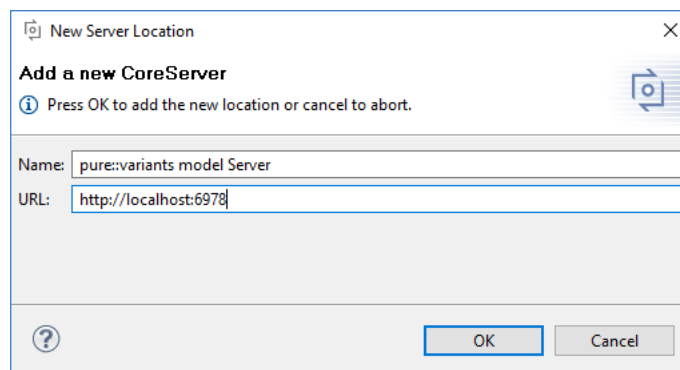 New Server Location
Add a new CoreServer
Press OK to add the new location or cancel to abort.
Name: pure::variants model Server
URL: http://localhost:6978
OK Cancel